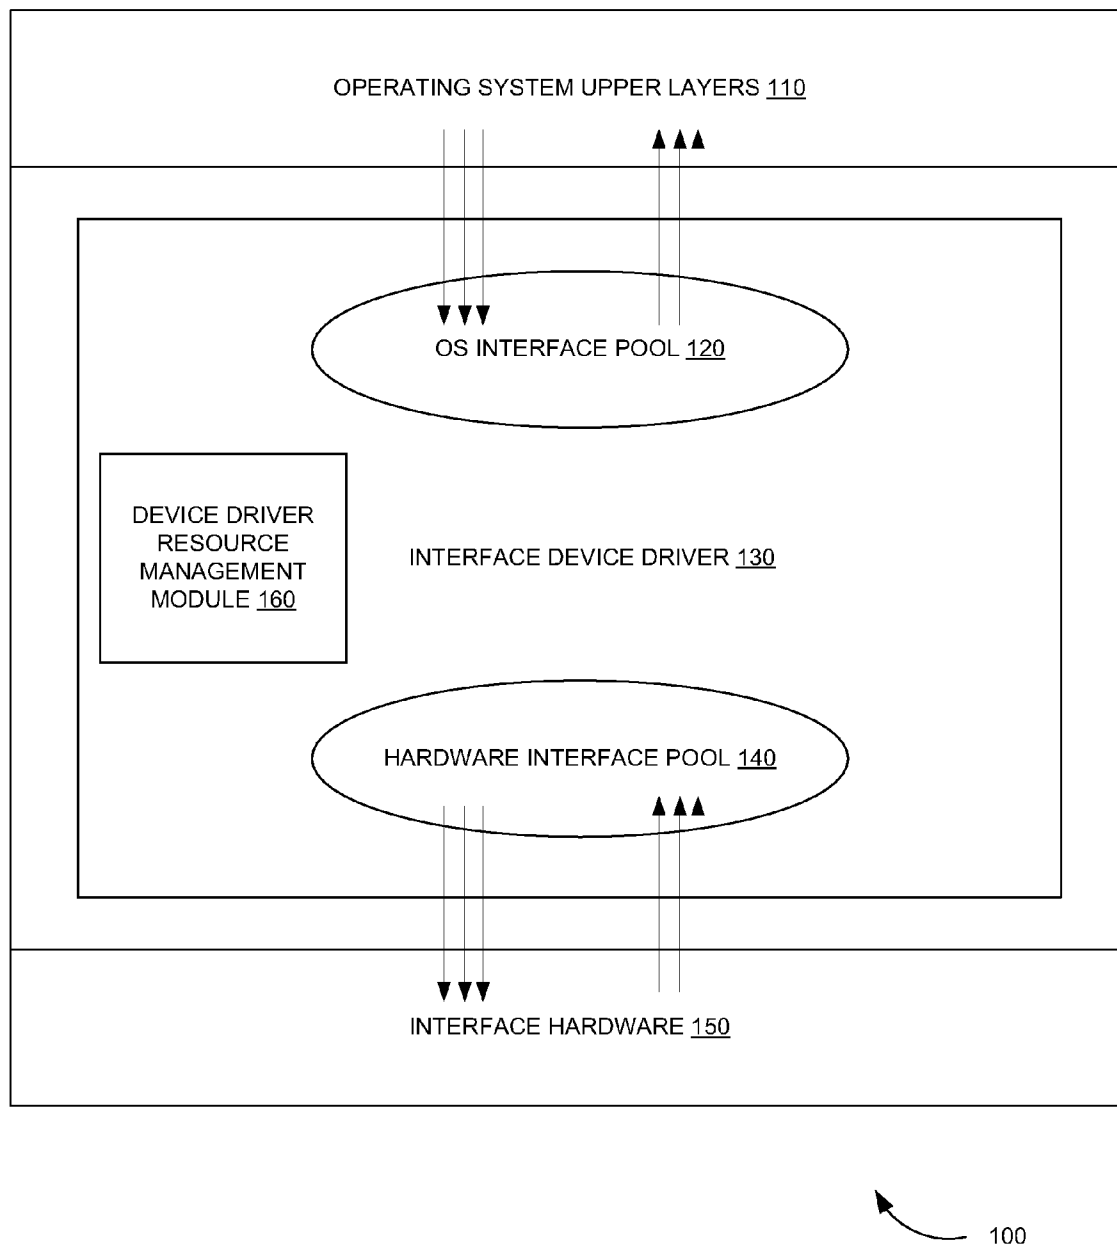 OPERATING SYSTEM UPPER LAYERS 110
OS INTERFACE POOL 120
DEVICE DRIVER
RESOURCE
MANAGEMENT
MODULE 160
INTERFACE DEVICE DRIVER 130
HARDWARE INTERFACE POOL 140
INTERFACE HARDWARE 150
100